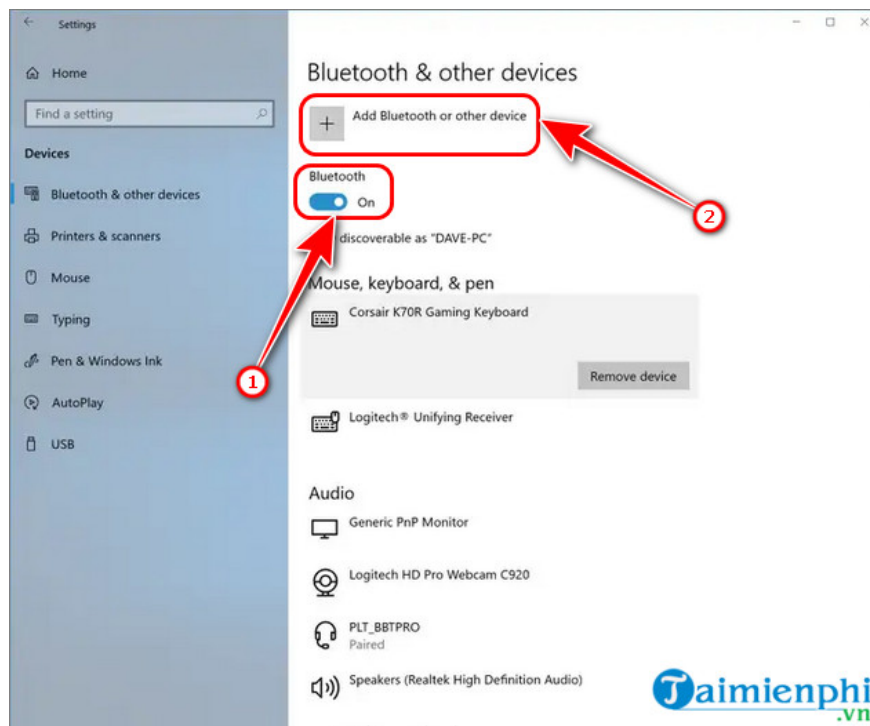 Settings
Home
Find a setting
Devices
Bluetooth & other devices
Printers & scanners
Mouse
Typing
Pen & Windows Ink
AutoPlay
USB
Bluetooth & other devices
Add Bluetooth or other device
Bluetooth
On
discoverable as "DAVE-PC"
Mouse, keyboard, & pen
Corsair K70R Gaming Keyboard
Remove device
Logitech® Unifying Receiver
Audio
Generic PnP Monitor
Logitech HD Pro Webcam C920
PLT_BBTPRO
Paired
Speakers (Realtek High Definition Audio)
1
2
Taimienphi
.vn